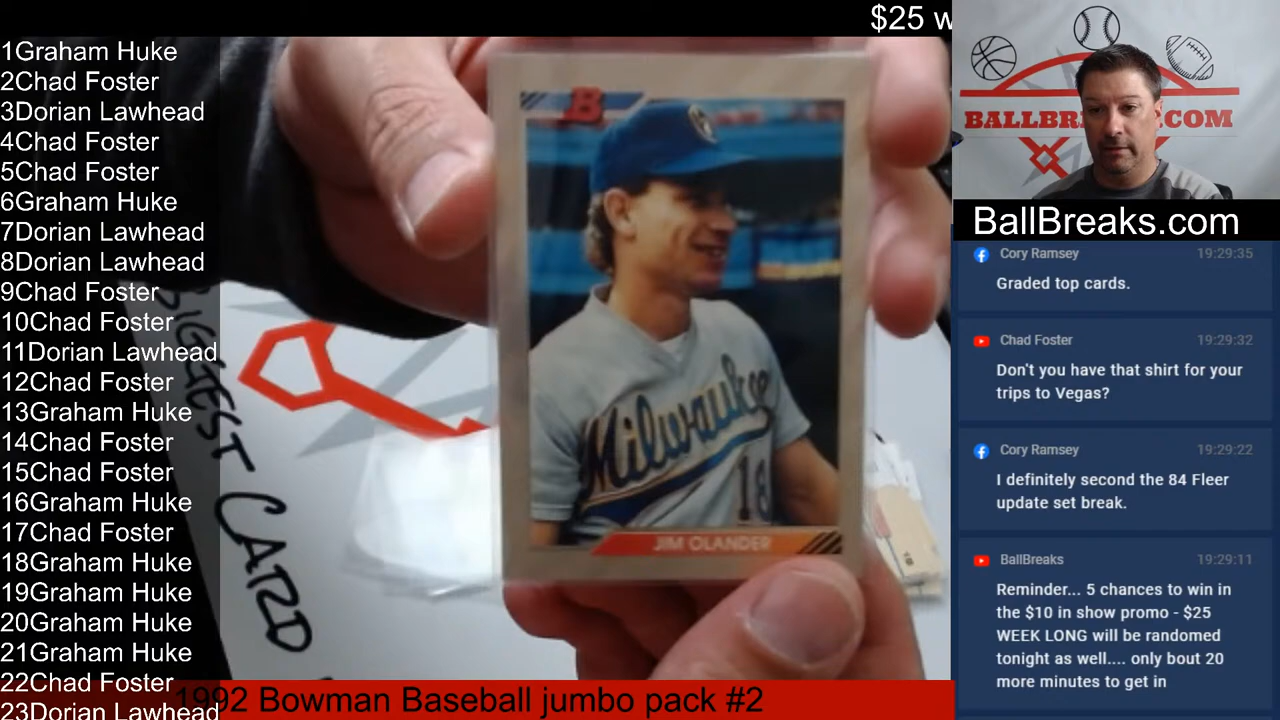 $25 w
1Graham Huke
2Chad Foster
3Dorian Lawhead
4Chad Foster
5Chad Foster
6Graham Huke
7Dorian Lawhead
8Dorian Lawhead
9Chad Foster
10Chad Foster
11Dorian Lawhead
12Chad Foster
13Graham Huke
14Chad Foster
15Chad Foster
16Graham Huke
17Chad Foster
18Graham Huke
19Graham Huke
20Graham Huke
21Graham Huke
22Chad Foster
23Dorian Lawhead
B
Milwaukee
18
JIM OLANDER
BIGGEST CARD
1992 Bowman Baseball jumbo pack #2
BallBreaks.com
Cory Ramsey 19:29:35
Graded top cards.
Chad Foster 19:29:32
Don't you have that shirt for your
trips to Vegas?
Cory Ramsey 19:29:22
I definitely second the 84 Fleer
update set break.
BallBreaks 19:29:11
Reminder... 5 chances to win in
the $10 in show promo - $25
WEEK LONG will be randomed
tonight as well.... only bout 20
more minutes to get in